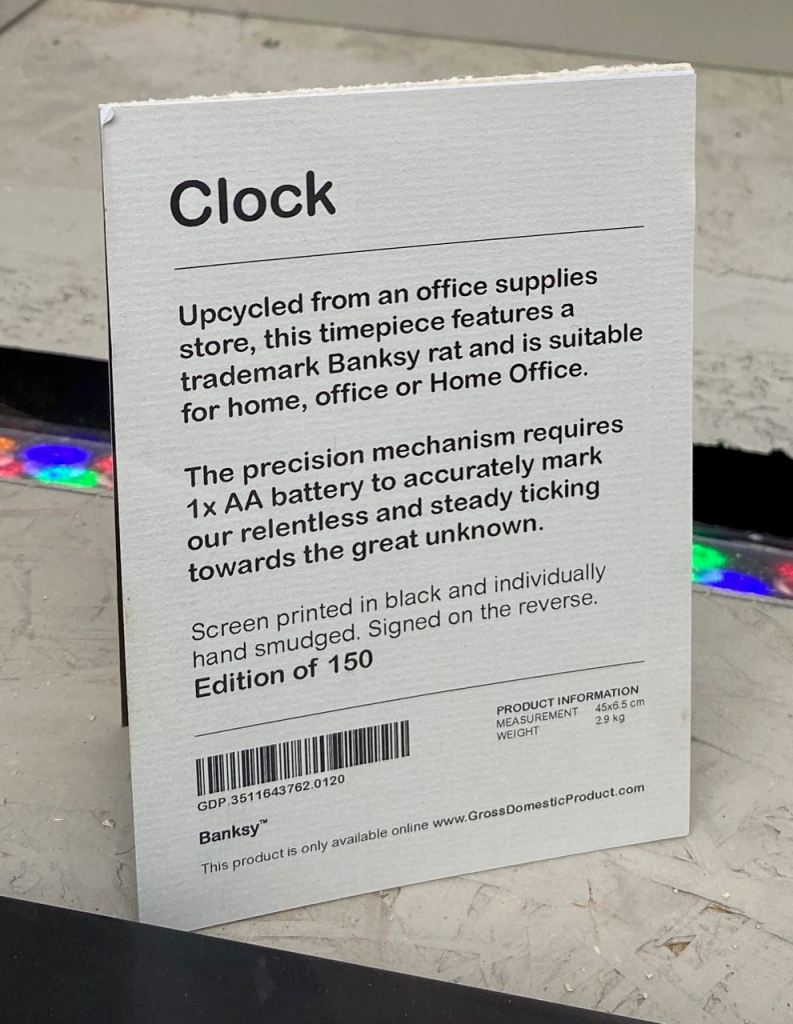 Clock
Upcycled from an office supplies
store, this timepiece features a
trademark Banksy rat and is suitable
for home, office or Home Office.
The precision mechanism requires
1x AA battery to accurately mark
our relentless and steady ticking
towards the great unknown.
Screen printed in black and individually
hand smudged. Signed on the reverse.
Edition of 150
PRODUCT INFORMATION
MEASUREMENT 45x6.5 cm
WEIGHT 2.9 kg
GDP.3511643762.0120
Banksy™
This product is only available online www.GrossDomesticProduct.com